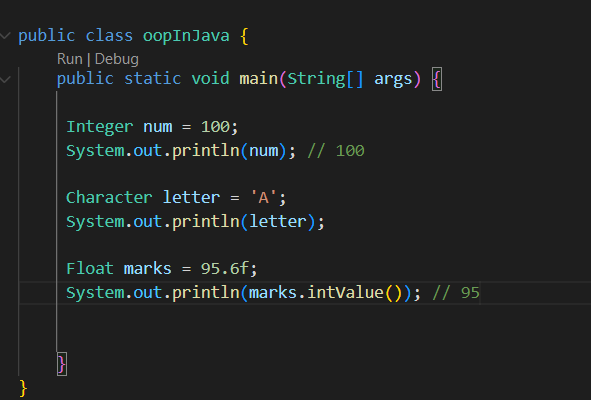 public class oopInJava {
Run | Debug
public static void main(String[] args) {
Integer num = 100;
System.out.println(num); // 100
Character letter = 'A';
System.out.println(letter);
Float marks = 95.6f;
System.out.println(marks.intValue()); // 95
}
}